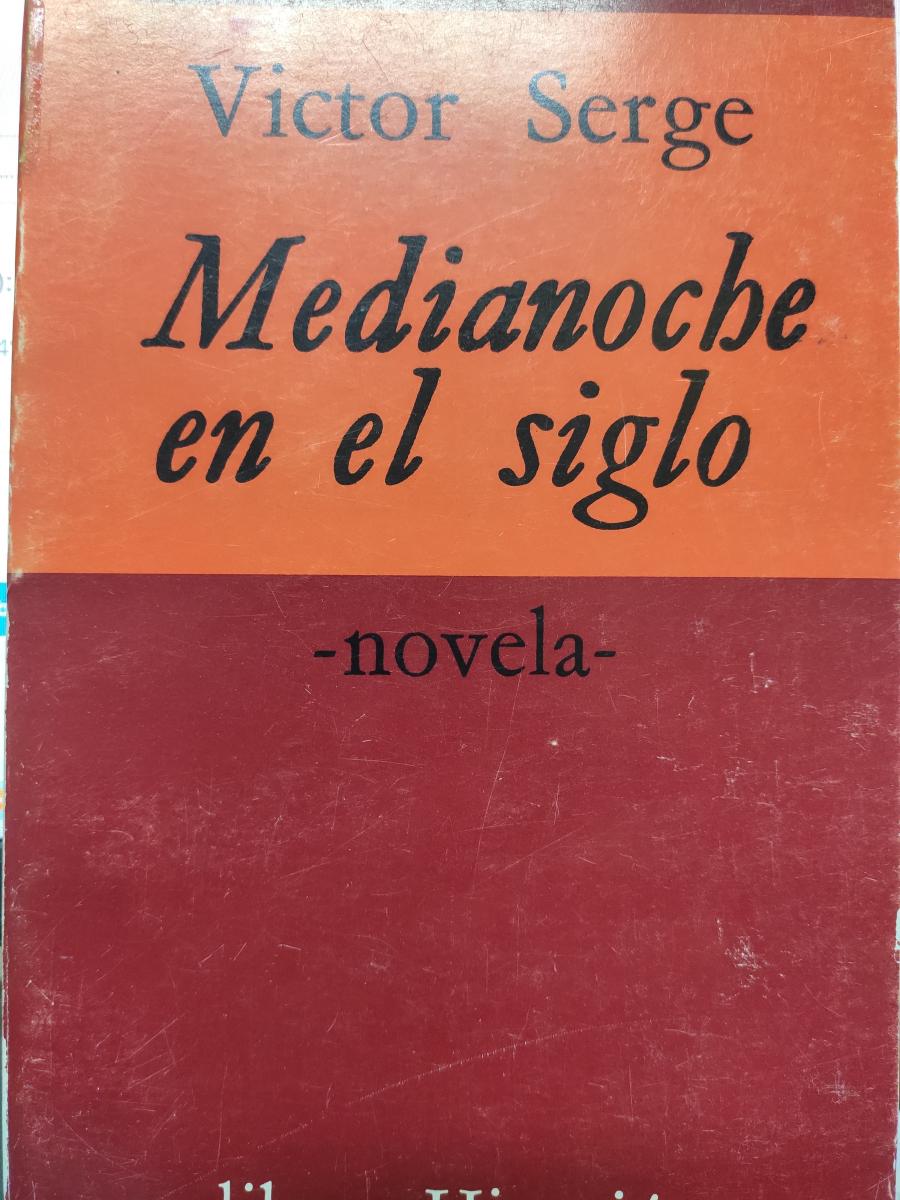 Victor Serge
Medianoche
en el siglo
-novela-